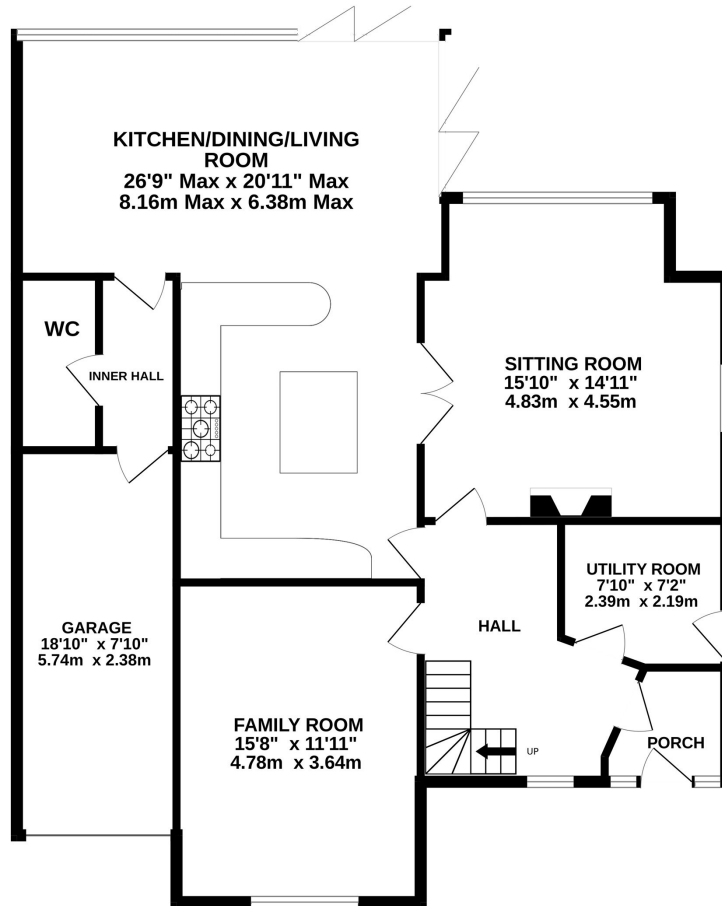 KITCHEN/DINING/LIVING
ROOM
26'9" Max x 20'11" Max
8.16m Max x 6.38m Max
WC
INNER HALL
SITTING ROOM
15'10" x 14'11"
4.83m x 4.55m
UTILITY ROOM
7'10" x 7'2"
2.39m x 2.19m
HALL
GARAGE
18'10" x 7'10"
5.74m x 2.38m
FAMILY ROOM
15'8" x 11'11"
4.78m x 3.64m
UP
PORCH